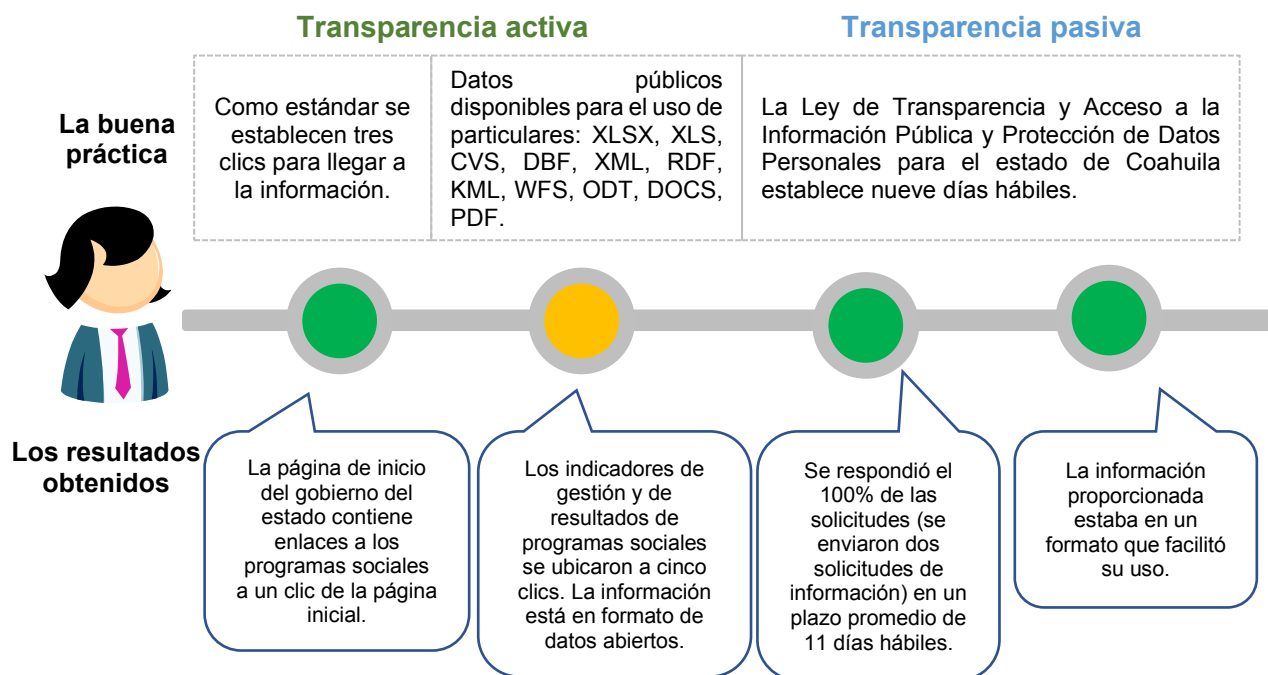 Transparencia activa
Transparencia pasiva
La buena
práctica
Como estándar se
establecen tres
clics para llegar a
la información.
Datos públicos
disponibles para el uso de
particulares: XLSX, XLS,
CVS, DBF, XML, RDF,
KML, WFS, ODT, DOCS,
PDF.
La Ley de Transparencia y Acceso a la
Información Pública y Protección de Datos
Personales para el estado de Coahuila
establece nueve días hábiles.
Los resultados
obtenidos
La página de inicio
del gobierno del
estado contiene
enlaces a los
programas sociales
a un clic de la página
inicial.
Los indicadores de
gestión y de
resultados de
programas sociales
se ubicaron a cinco
clics. La información
está en formato de
datos abiertos.
Se respondió el
100% de las
solicitudes (se
enviaron dos
solicitudes de
información) en un
plazo promedio de
11 días hábiles.
La información
proporcionada
estaba en un
formato que facilitó
su uso.